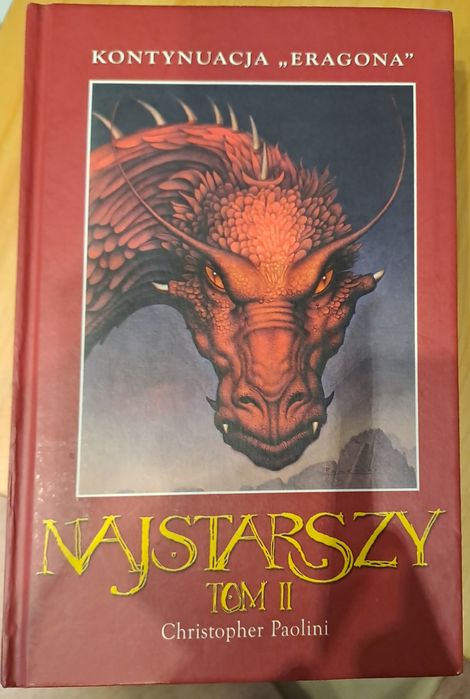 KONTYNUACJA „ERAGONA”
NAJSTARSZY
TOM II
Christopher Paolini